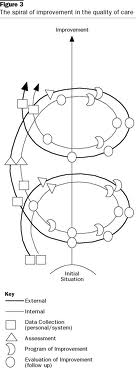 Figure 3
The spiral of improvement in the quality of care
Improvement
Initial
Situation
Key
External
Internal
Data Collection
(personal/system)
Assessment
Program of Improvement
Evaluation of Improvement
(follow up)